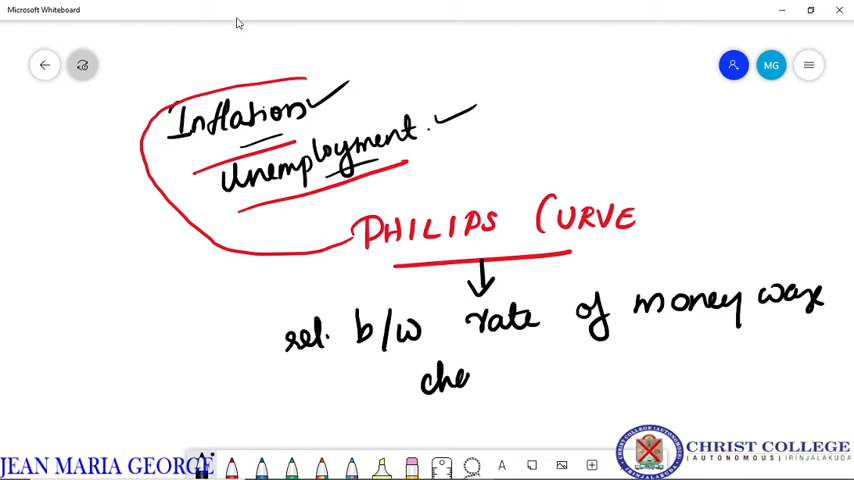 Microsoft Whiteboard
MG
Inflation
Unemployment.
PHILIPS CURVE
rel. b/w rate of money wage
che
A
JEAN MARIA GEORGE
CHRIST COLLEGE
(AUTONOMOUS) IRINJALAKUDA